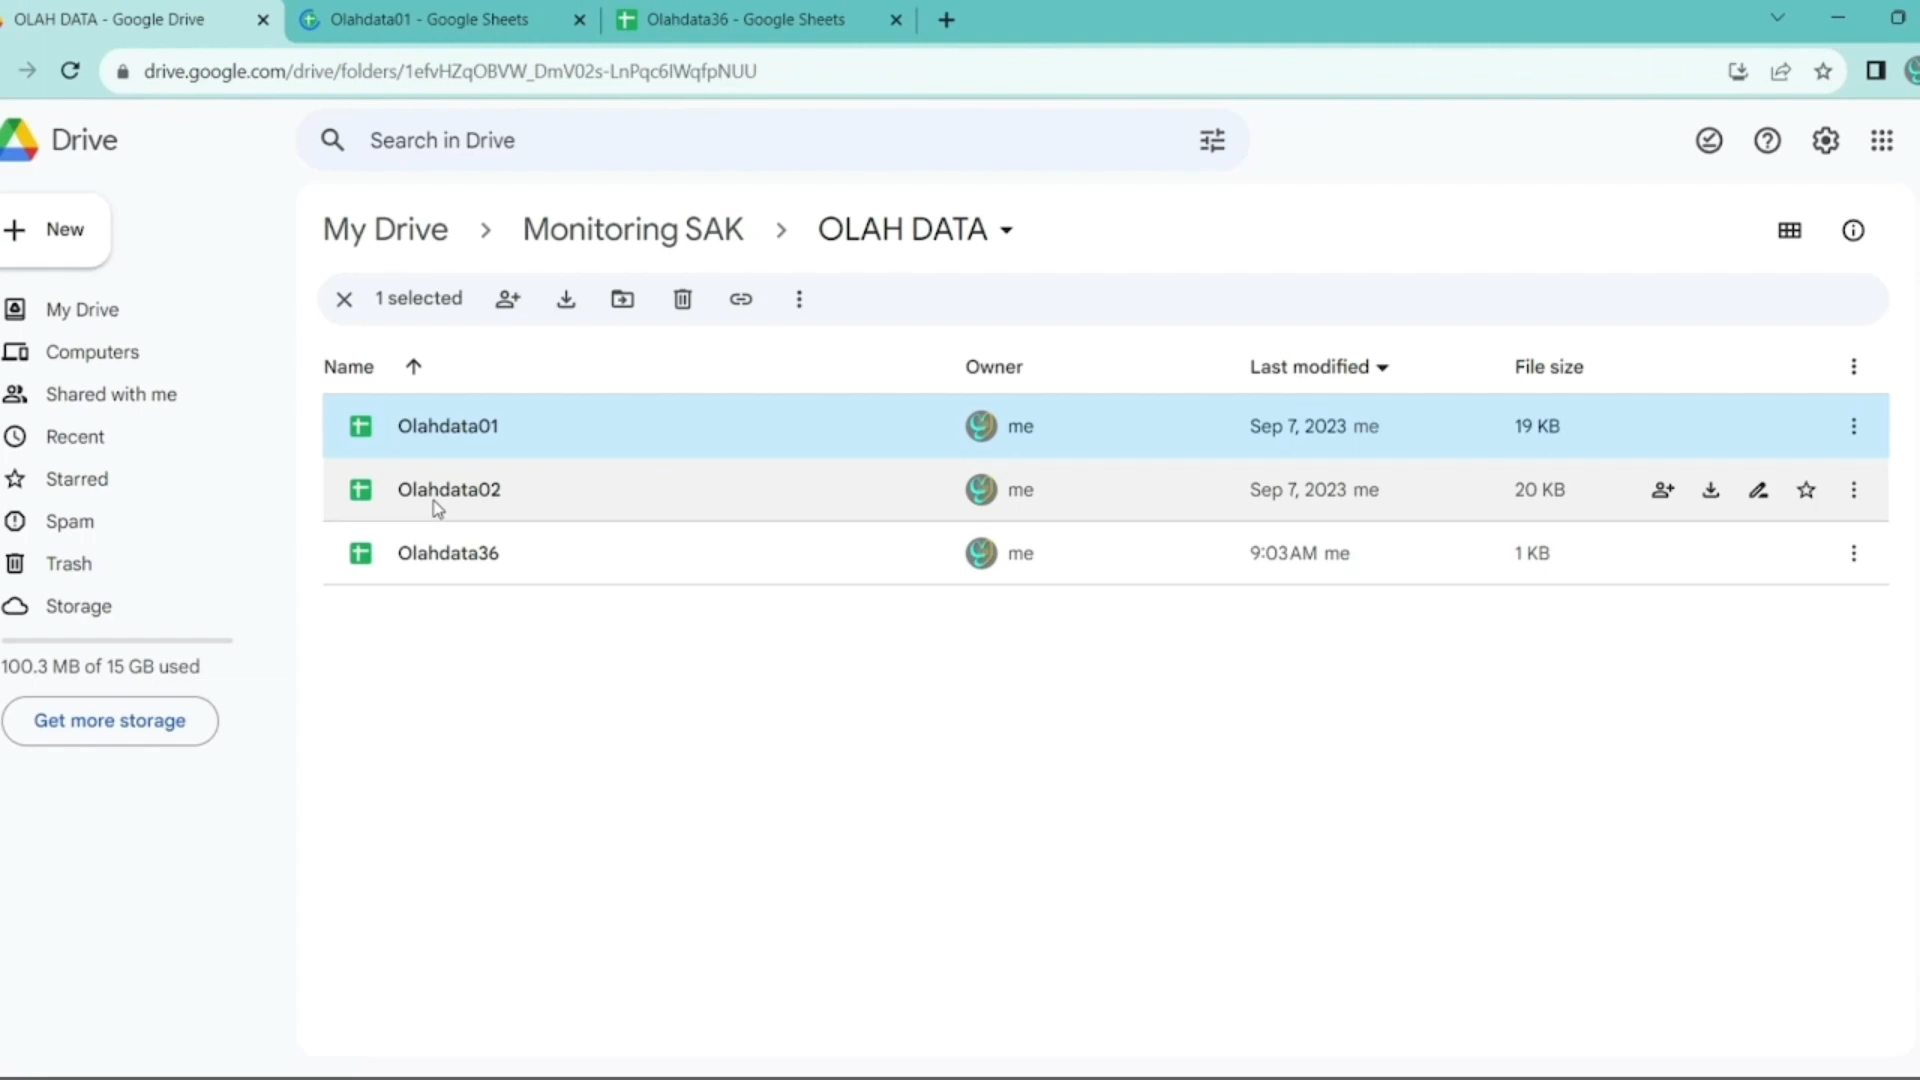 OLAH DATA - Google Drive
Olahdata01 - Google Sheets
Olahdata36 - Google Sheets
drive.google.com/drive/folders/1efvHZqOBVW_DmV02s-LnPqc6IWqfpNUU
Drive
Search in Drive
New
My Drive > Monitoring SAK > OLAH DATA
1 selected
My Drive
Computers
Shared with me
Recent
Starred
Spam
Trash
Storage
100.3 MB of 15 GB used
Get more storage
Name Owner Last modified File size
Olahdata01 me Sep 7, 2023 me 19 KB
Olahdata02 me Sep 7, 2023 me 20 KB
Olahdata36 me 9:03 AM me 1 KB